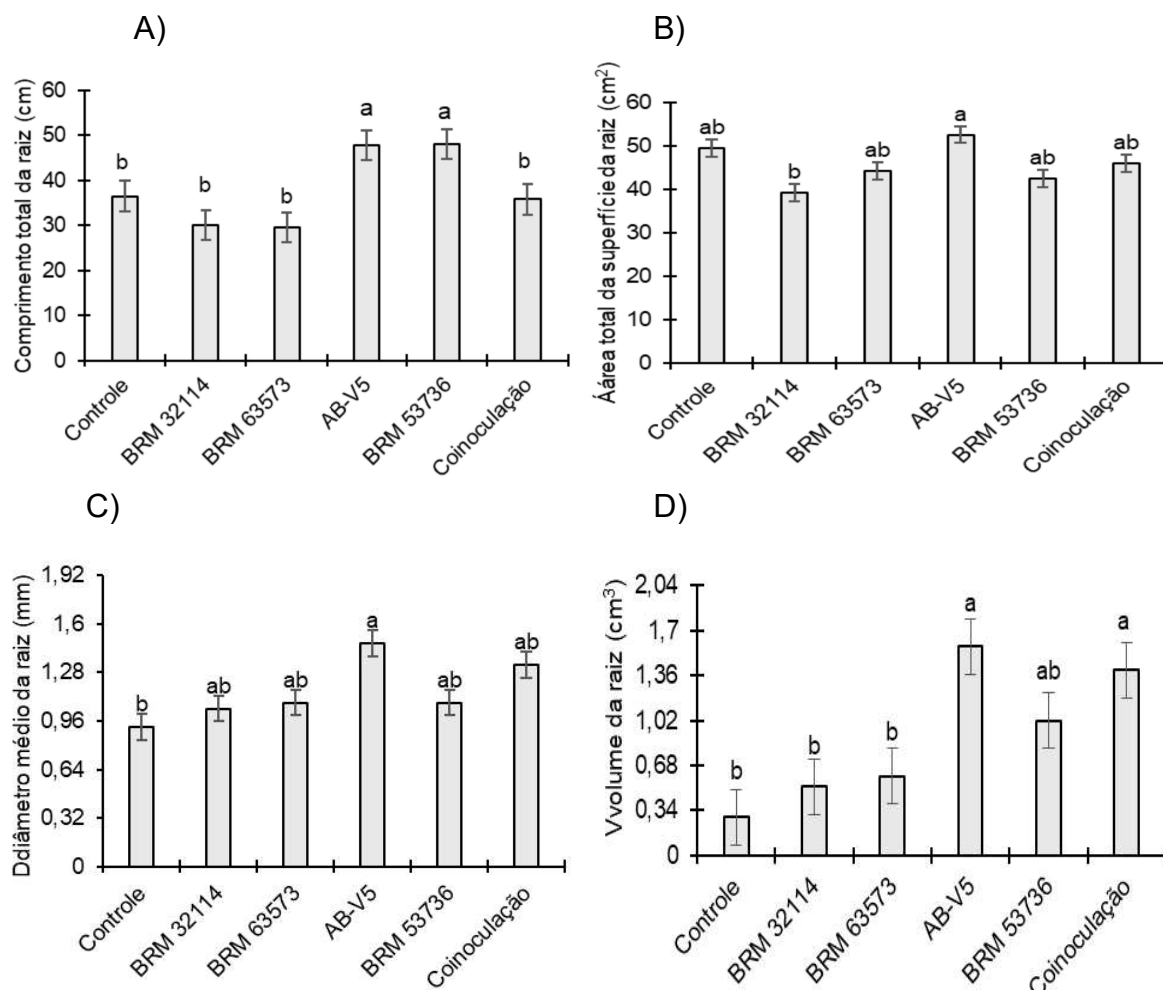 A)
Comprimento total da raiz (cm)
60
50
40
30
20
10
0
b
b
b
a
a
b
Controle
BRM 32114
BRM 63573
AB-V5
BRM 53736
Coinoculação
B)
Áárea total da superfície da raiz (cm²)
60
50
40
30
20
10
0
ab
b
ab
a
ab
ab
Controle
BRM 32114
BRM 63573
AB-V5
BRM 53736
Coinoculação
C)
Ddiâmetro médio da raiz (mm)
1,92
1,6
1,28
0,96
0,64
0,32
0
b
ab
ab
a
ab
ab
Controle
BRM 32114
BRM 63573
AB-V5
BRM 53736
Coinoculação
D)
Vvolume da raiz (cm³)
2,04
1,7
1,36
1,02
0,68
0,34
0
b
b
b
a
ab
a
Controle
BRM 32114
BRM 63573
AB-V5
BRM 53736
Coinoculação